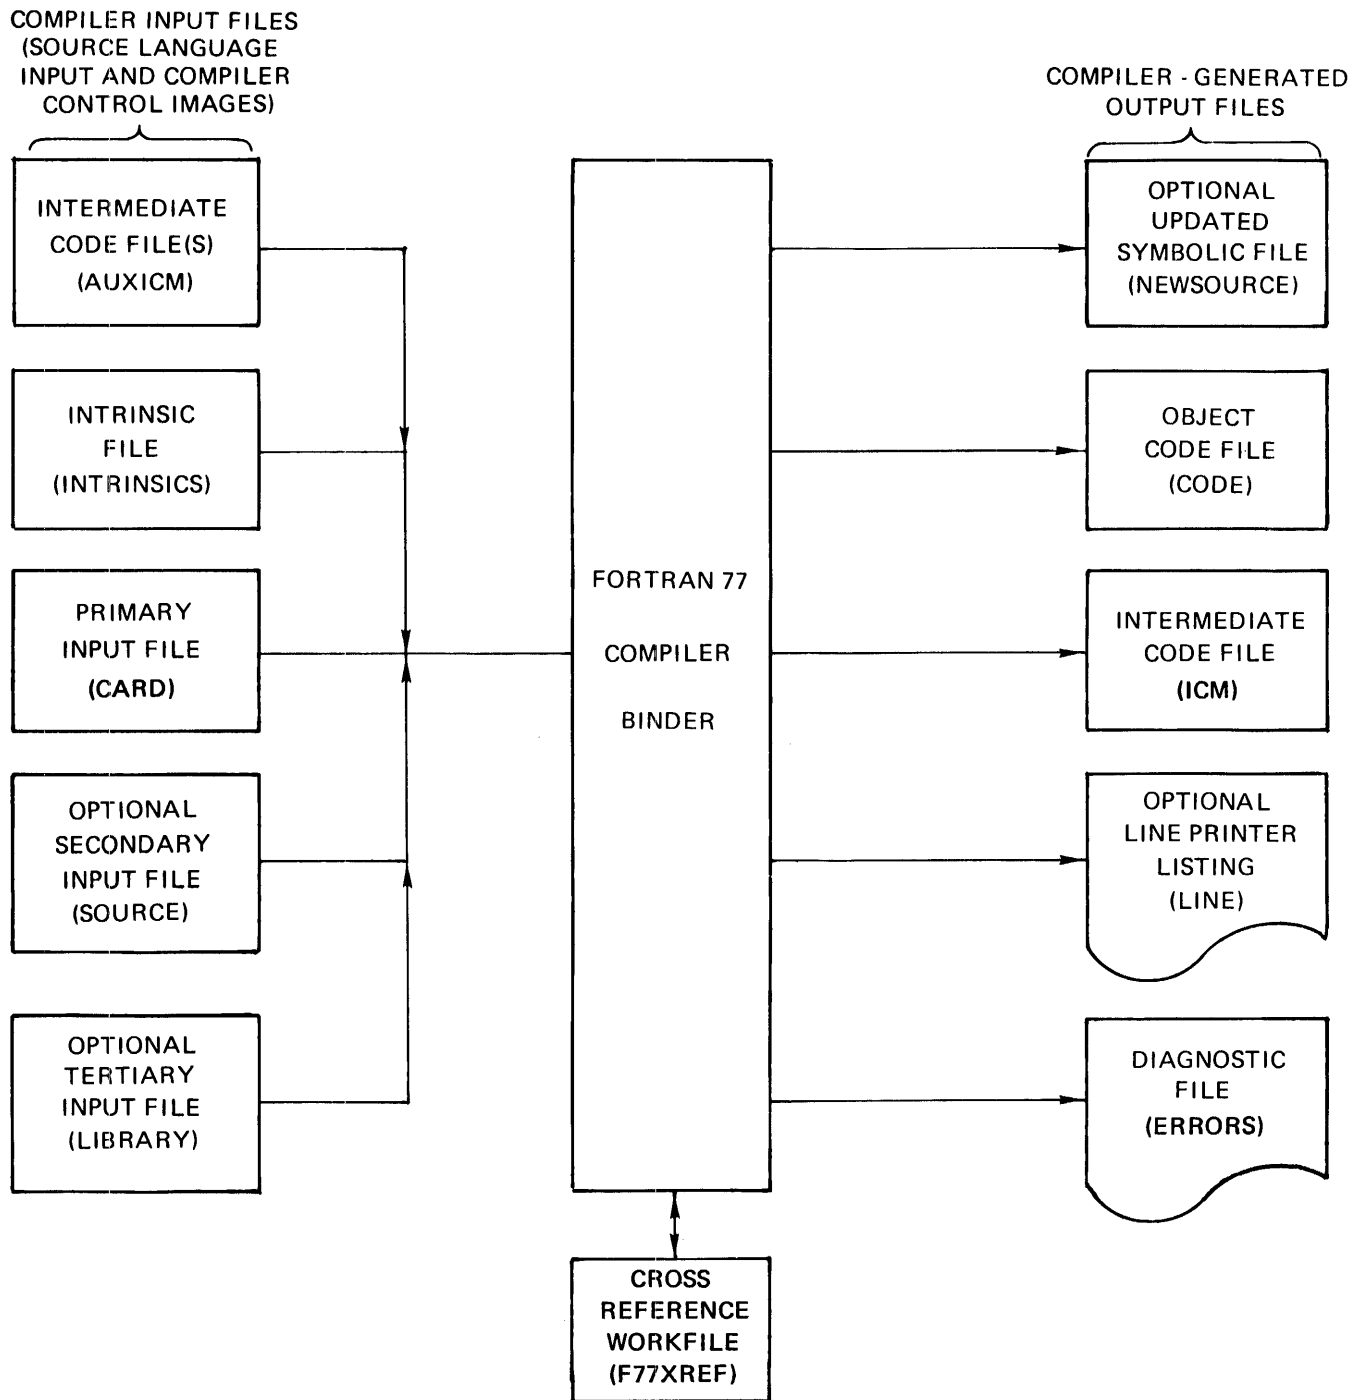 COMPILER INPUT FILES
(SOURCE LANGUAGE
INPUT AND COMPILER
CONTROL IMAGES)
INTERMEDIATE
CODE FILE(S)
(AUXICM)
INTRINSIC
FILE
(INTRINSICS)
PRIMARY
INPUT FILE
(CARD)
OPTIONAL
SECONDARY
INPUT FILE
(SOURCE)
OPTIONAL
TERTIARY
INPUT FILE
(LIBRARY)
FORTRAN 77
COMPILER
BINDER
CROSS
REFERENCE
WORKFILE
(F77XREF)
COMPILER - GENERATED
OUTPUT FILES
OPTIONAL
UPDATED
SYMBOLIC FILE
(NEWSOURCE)
OBJECT
CODE FILE
(CODE)
INTERMEDIATE
CODE FILE
(ICM)
OPTIONAL
LINE PRINTER
LISTING
(LINE)
DIAGNOSTIC
FILE
(ERRORS)